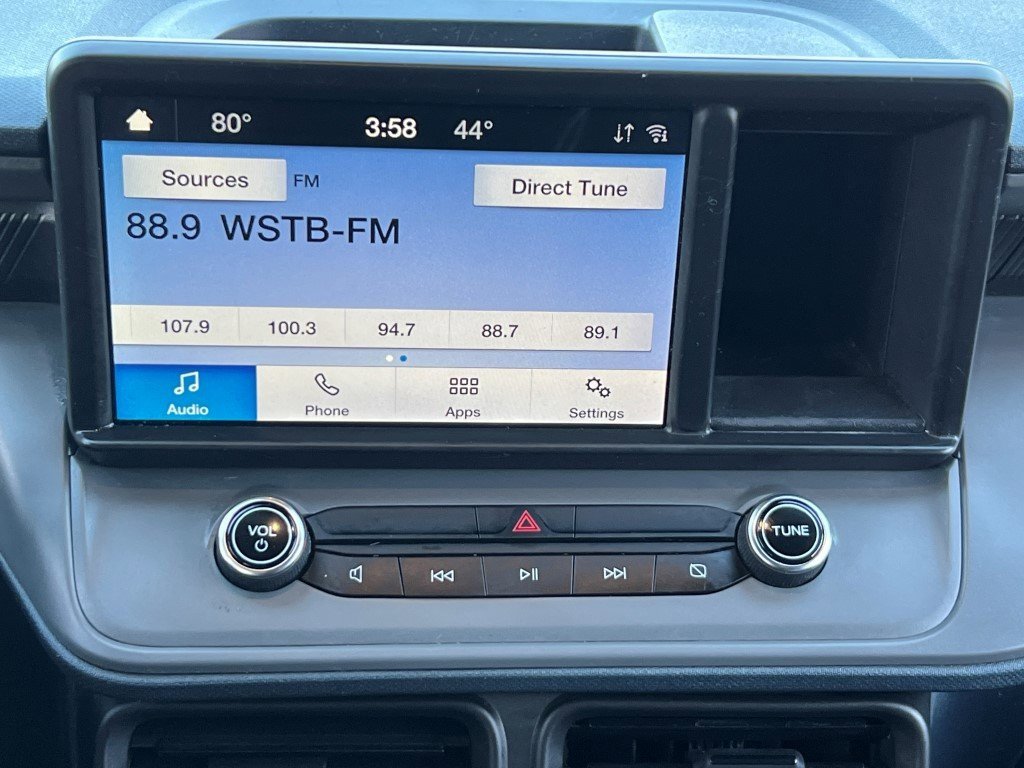 80° 3:58 44°
Sources FM Direct Tune
88.9 WSTB-FM
107.9 100.3 94.7 88.7 89.1
Audio Phone Apps Settings
VOL TUNE